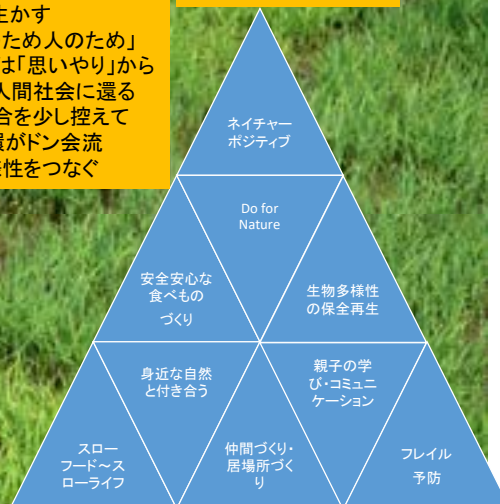 生かす
ため人のため」
は「思いやり」から
人間社会に還る
合を少し控えて
がドン会流
性をつなぐ
ネイチャー
ポジティブ
Do for
Nature
安全安心な
食べもの
づくり
生物多様性
の保全再生
身近な自然
と付き合う
親子の学
び・コミュニ
ケーション
スロー
フード～ス
ローライフ
仲間づくり・
居場所づく
り
フレイル
予防